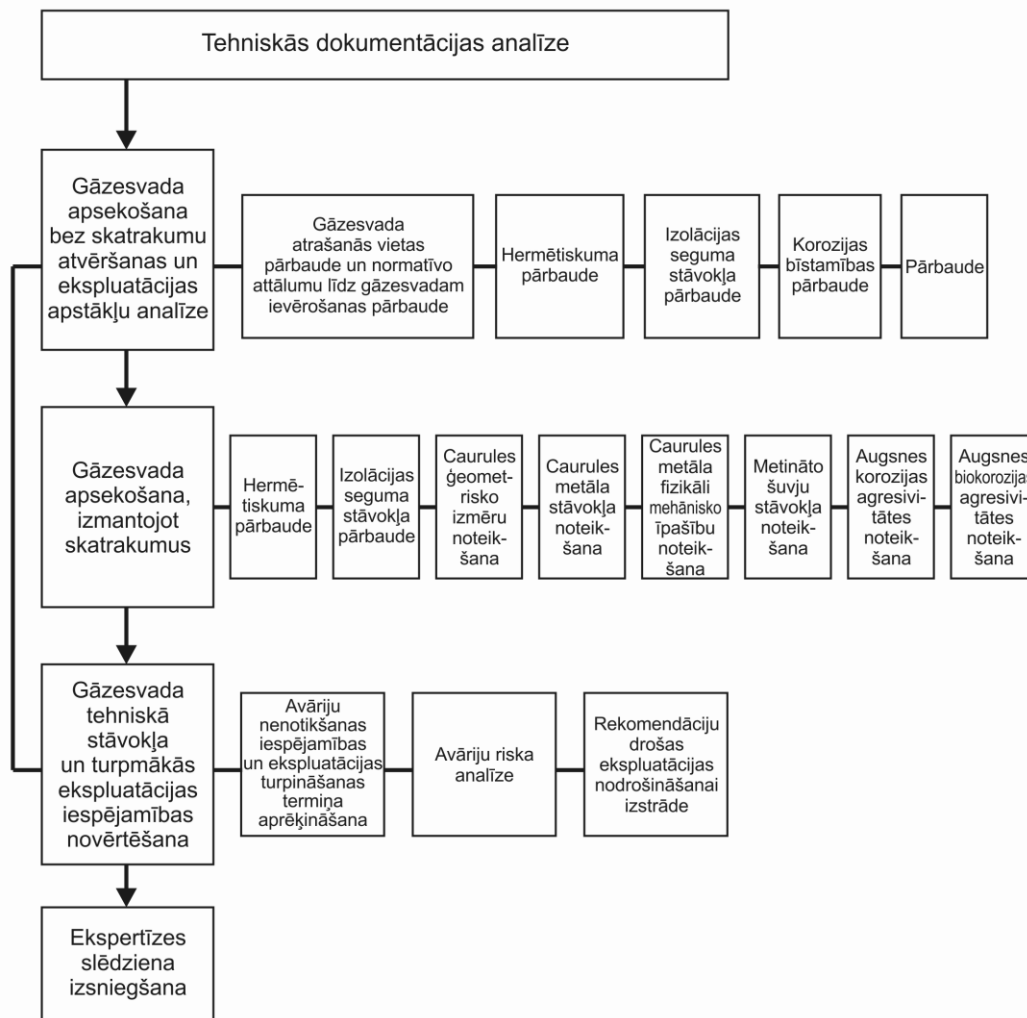 Tehniskās dokumentācijas analīze
Gāzesvada
apsekošana
bez skatrakumu
atvēršanas un
ekspluatācijas
apstākļu analīze
Gāzesvada
atrašanās vietas
pārbaude un normatīvo
attālumu līdz gāzesvadam
ievērošanas pārbaude
Hermētiskuma
pārbaude
Izolācijas
seguma
stāvokļa
pārbaude
Korozijas
bīstamības
pārbaude
Pārbaude
Gāzesvada
apsekošana,
izmantojot
skatrakumus
Hermē-
tiskuma
pārbaude
Izolācijas
seguma
stāvokļa
pārbaude
Caurules
ģeomet-
risko
izmēru
noteik-
šana
Caurules
metāla
stāvokļa
noteik-
šana
Caurules
metāla
fizikāli
mehānisko
īpašību
noteik-
šana
Metināto
šuvju
stāvokļa
noteik-
šana
Augsnes
korozijas
agresivi-
tātes
noteik-
šana
Augsnes
biokorozijas
agresivi-
tātes
noteik-
šana
Gāzesvada
tehniskā
stāvokļa
un turpmākās
ekspluatācijas
iespējamības
novērtēšana
Avāriju
nenotikšanas
iespējamības
un ekspluatācijas
turpināšanas
termiņa
aprēķināšana
Avāriju riska
analīze
Rekomendāciju
drošas
ekspluatācijas
nodrošināšanai
izstrāde
Ekspertīzes
slēdziena
izsniegšana